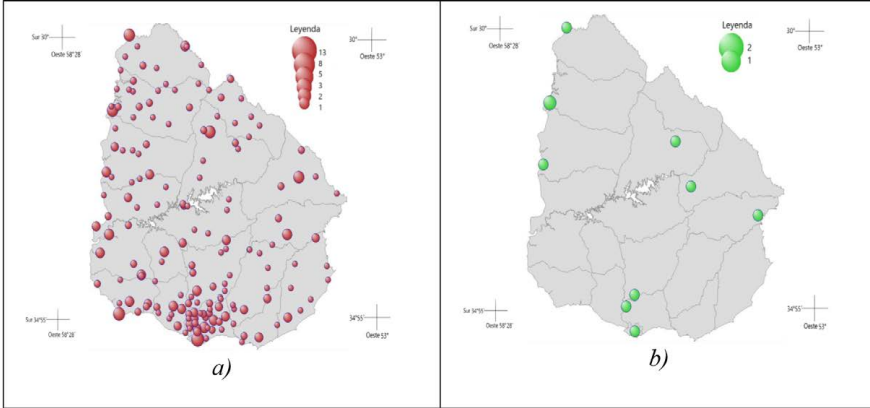 Leyenda
13
8
5
3
2
1
Sur 30°
Oeste 58°28´
30°
Oeste 53°
Sur 34°55´
Oeste 58°28´
34°55´
Oeste 53°
a)
Leyenda
2
1
Sur 30°
Oeste 58°28´
30°
Oeste 53°
Sur 34°55´
Oeste 58°28´
34°55´
Oeste 53°
b)